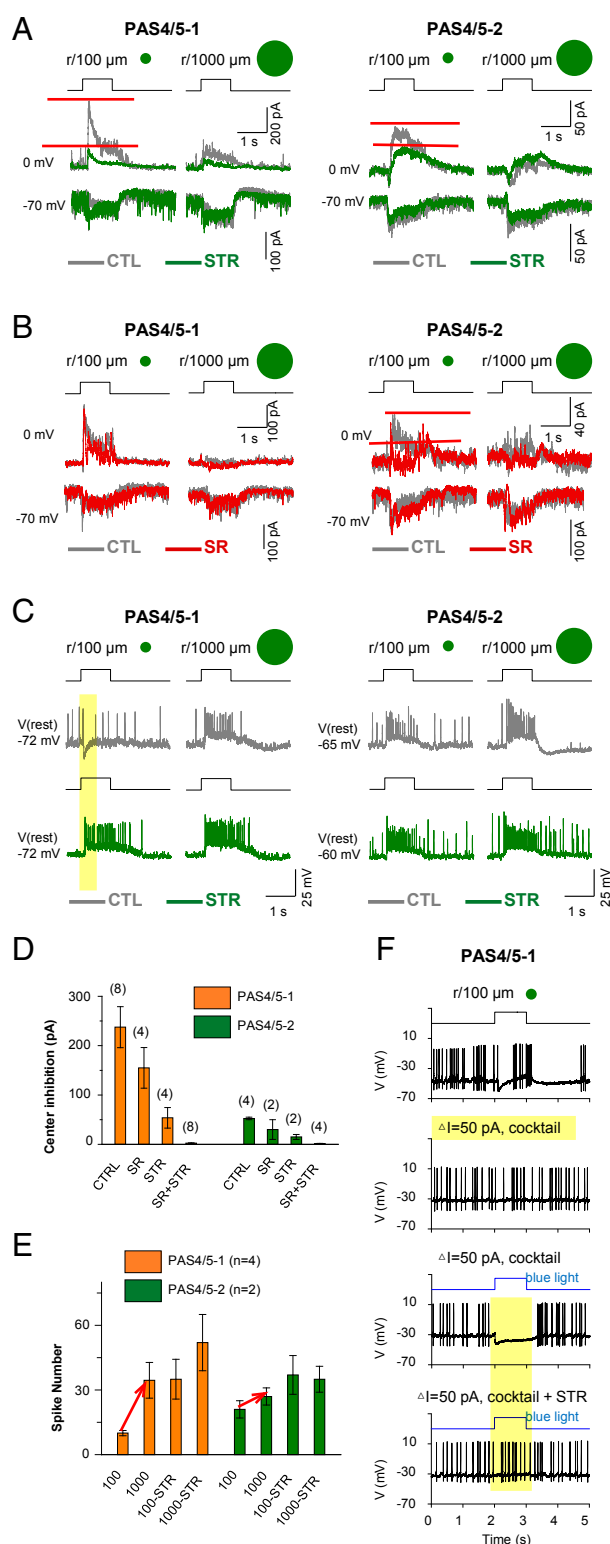 A
PAS4/5-1
PAS4/5-2
r/100 µm
r/1000 µm
r/100 µm
r/1000 µm
1 s
200 pA
1 s
50 pA
0 mV
0 mV
-70 mV
-70 mV
100 pA
50 pA
CTL
STR
CTL
STR
B
PAS4/5-1
PAS4/5-2
r/100 µm
r/1000 µm
r/100 µm
r/1000 µm
0 mV
1 s
100 pA
0 mV
1 s
40 pA
-70 mV
-70 mV
100 pA
100 pA
CTL
SR
CTL
SR
C
PAS4/5-1
PAS4/5-2
r/100 µm
r/1000 µm
r/100 µm
r/1000 µm
V(rest)
-72 mV
V(rest)
-65 mV
V(rest)
-72 mV
V(rest)
-60 mV
1 s
25 mV
1 s
25 mV
CTL
STR
CTL
STR
D
Center inhibition (pA)
300
200
100
0
(8)
(4)
(4)
(8)
(4)
(2)
(2)
(4)
PAS4/5-1
PAS4/5-2
CTRL
SR
STR
SR+STR
CTRL
SR
STR
SR+STR
E
PAS4/5-1 (n=4)
PAS4/5-2 (n=2)
Spike Number
60
30
0
100
1000
100-STR
1000-STR
100
1000
100-STR
1000-STR
F
PAS4/5-1
r/100 µm
V (mV)
10
-30
-70
△I=50 pA, cocktail
V (mV)
10
-30
-70
△I=50 pA, cocktail
blue light
V (mV)
10
-30
-70
△I=50 pA, cocktail + STR
blue light
V (mV)
10
-30
-70
0 1 2 3 4 5
Time (s)